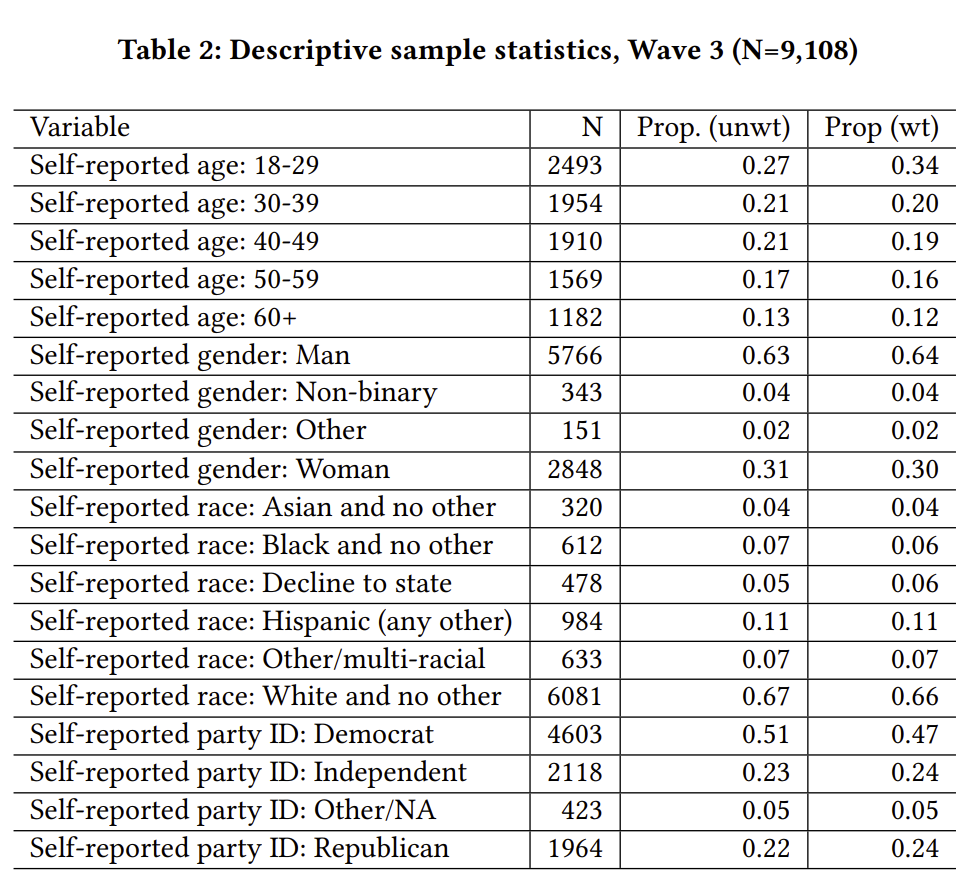 Table 2: Descriptive sample statistics, Wave 3 (N=9,108)
Variable N Prop. (unwt) Prop (wt)
Self-reported age: 18-29 2493 0.27 0.34
Self-reported age: 30-39 1954 0.21 0.20
Self-reported age: 40-49 1910 0.21 0.19
Self-reported age: 50-59 1569 0.17 0.16
Self-reported age: 60+ 1182 0.13 0.12
Self-reported gender: Man 5766 0.63 0.64
Self-reported gender: Non-binary 343 0.04 0.04
Self-reported gender: Other 151 0.02 0.02
Self-reported gender: Woman 2848 0.31 0.30
Self-reported race: Asian and no other 320 0.04 0.04
Self-reported race: Black and no other 612 0.07 0.06
Self-reported race: Decline to state 478 0.05 0.06
Self-reported race: Hispanic (any other) 984 0.11 0.11
Self-reported race: Other/multi-racial 633 0.07 0.07
Self-reported race: White and no other 6081 0.67 0.66
Self-reported party ID: Democrat 4603 0.51 0.47
Self-reported party ID: Independent 2118 0.23 0.24
Self-reported party ID: Other/NA 423 0.05 0.05
Self-reported party ID: Republican 1964 0.22 0.24